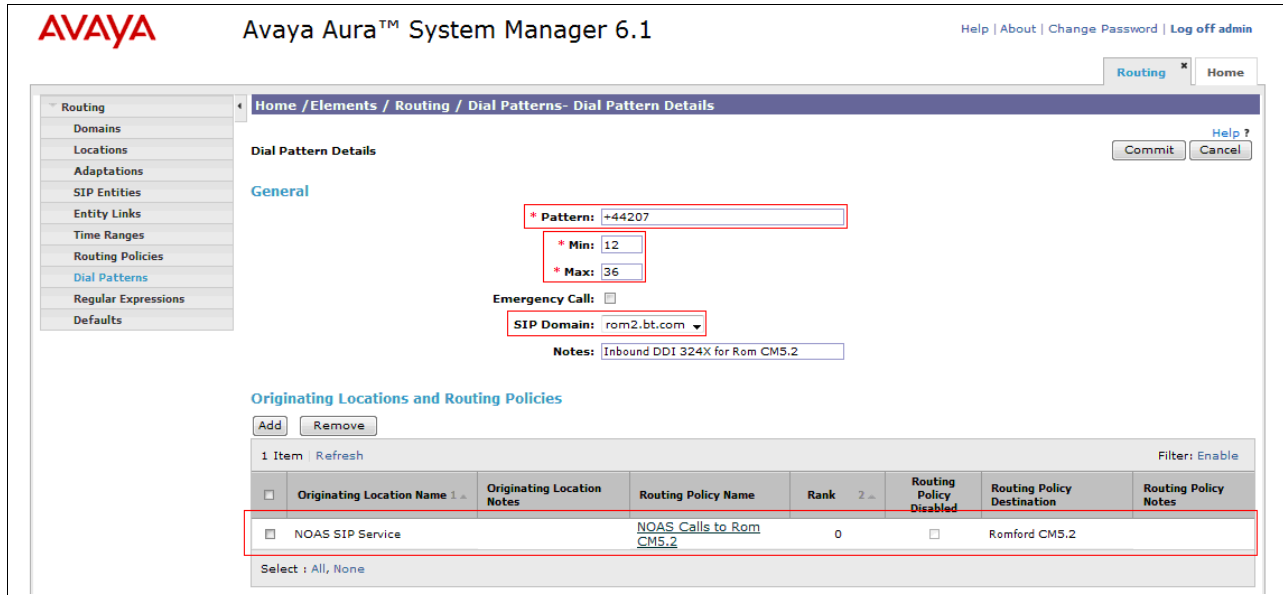 AVAYA
Avaya Aura™ System Manager 6.1
Help | About | Change Password | Log off admin
Routing × Home
Routing
Domains
Locations
Adaptations
SIP Entities
Entity Links
Time Ranges
Routing Policies
Dial Patterns
Regular Expressions
Defaults
Home /Elements / Routing / Dial Patterns- Dial Pattern Details
Help ?
Dial Pattern Details
Commit Cancel
General
* Pattern: +44207
* Min: 12
* Max: 36
Emergency Call:
SIP Domain: rom2.bt.com
Notes: Inbound DDI 324X for Rom CM5.2
Originating Locations and Routing Policies
Add Remove
1 Item | Refresh Filter: Enable
Originating Location Name 1 Originating Location Notes Routing Policy Name Rank 2 Routing Policy Disabled Routing Policy Destination Routing Policy Notes
NOAS SIP Service NOAS Calls to Rom CM5.2 0 Romford CM5.2
Select : All, None